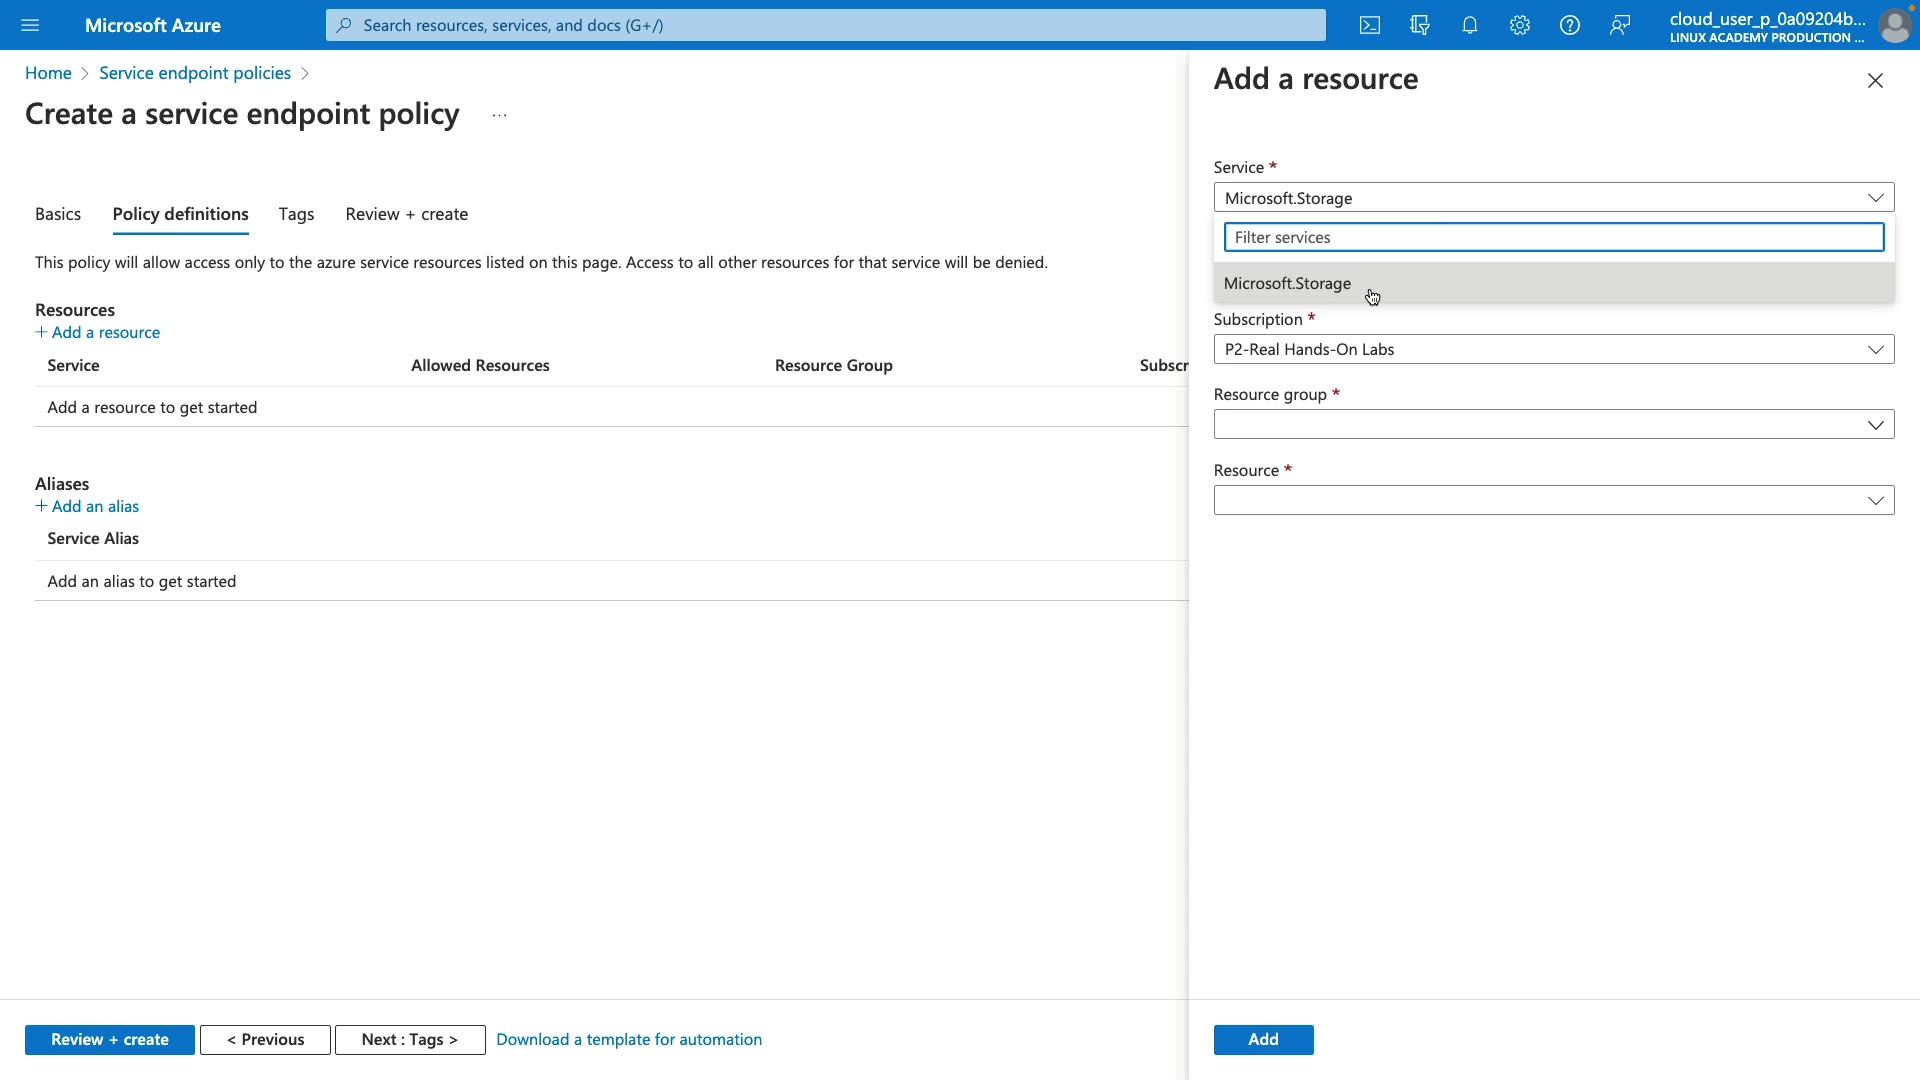 Microsoft Azure
Search resources, services, and docs (G+/)
cloud_user_p_0a09204b...
LINUX ACADEMY PRODUCTION ...
Home
Service endpoint policies
Create a service endpoint policy
...
Basics
Policy definitions
Tags
Review + create
This policy will allow access only to the azure service resources listed on this page. Access to all other resources for that service will be denied.
Resources
+ Add a resource
Service
Allowed Resources
Resource Group
Subscr
Add a resource to get started
Aliases
+ Add an alias
Service Alias
Add an alias to get started
Review + create
< Previous
Next : Tags >
Download a template for automation
Add a resource
Service *
Microsoft.Storage
Filter services
Microsoft.Storage
Subscription *
P2-Real Hands-On Labs
Resource group *
Resource *
Add